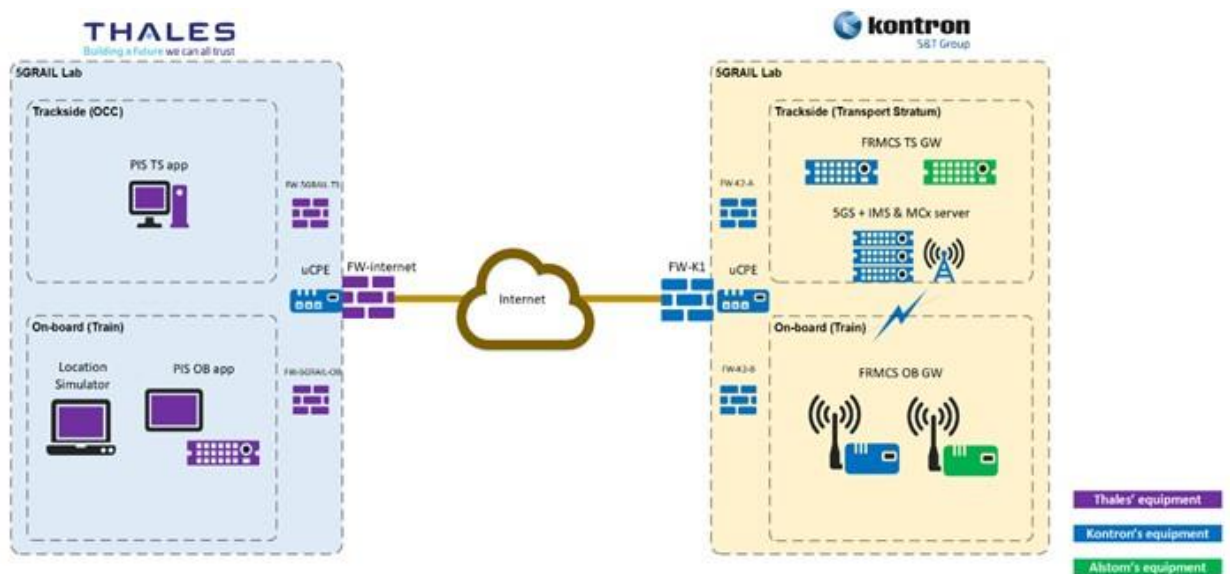 THALES
Building a future we can all trust
kontron
S&T Group
5GRAIL Lab
Trackside (OCC)
PIS TS app
FW-5GRAIL-TS
uCPE
FW-internet
On-board (Train)
Location
Simulator
PIS OB app
FW-5GRAIL-OB
Internet
5GRAIL Lab
Trackside (Transport Stratum)
FRMCS TS GW
FW-K2-A
5GS + IMS & MCx server
FW-K1
uCPE
On-board (Train)
FW-K2-B
FRMCS OB GW
Thales' equipment
Kontron's equipment
Alstom's equipment